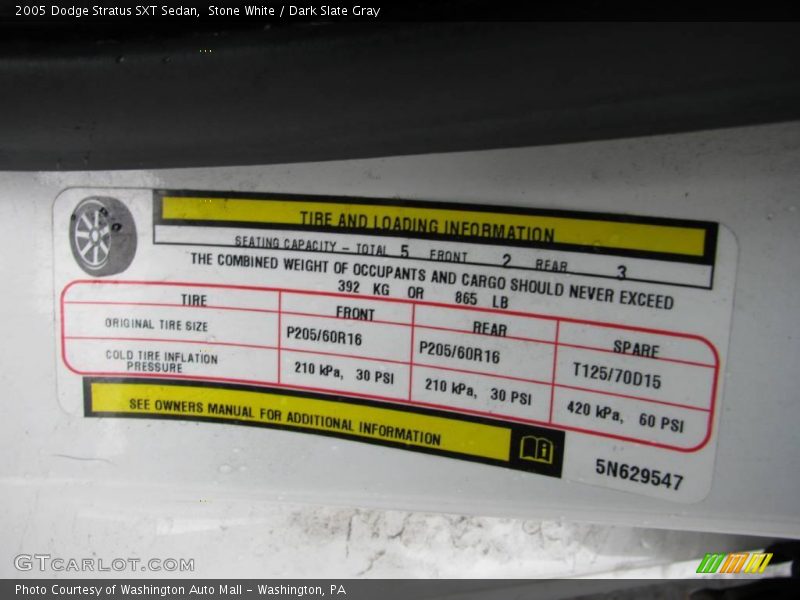 2005 Dodge Stratus SXT Sedan,  Stone White / Dark Slate Gray
TIRE AND LOADING INFORMATION
SEATING CAPACITY - TOTAL 5 FRONT 2 REAR 3
THE COMBINED WEIGHT OF OCCUPANTS AND CARGO SHOULD NEVER EXCEED
392 KG OR 865 LB
TIRE FRONT REAR SPARE
ORIGINAL TIRE SIZE P205/60R16 P205/60R16 T125/70D15
COLD TIRE INFLATION
PRESSURE 210 kPa, 30 PSI 210 kPa, 30 PSI 420 kPa, 60 PSI
SEE OWNERS MANUAL FOR ADDITIONAL INFORMATION
5N629547
GTCARLOT.COM
Photo Courtesy of Washington Auto Mall - Washington, PA